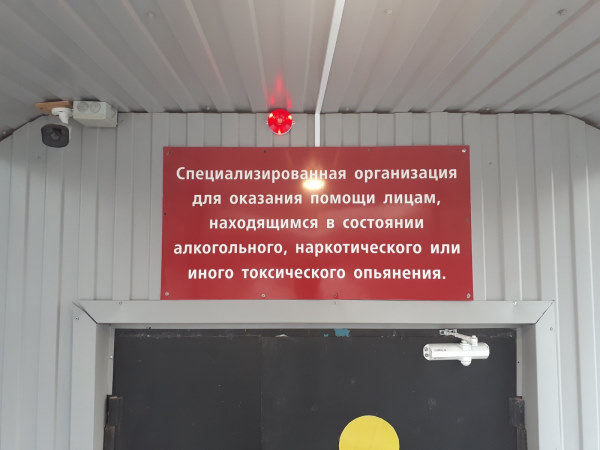 Специализированная организация
для оказания помощи лицам,
находящимся в состоянии
алкогольного, наркотического или
иного токсического опьянения.